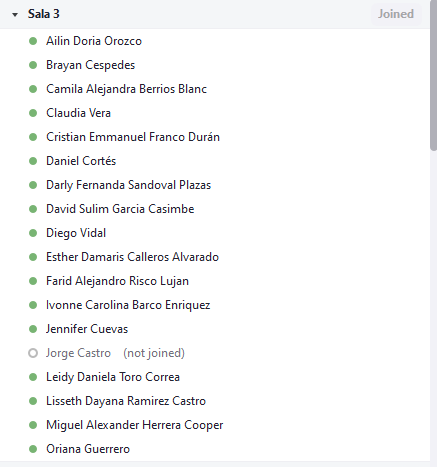 Sala 3 Joined
Ailin Doria Orozco
Brayan Cespedes
Camila Alejandra Berrios Blanc
Claudia Vera
Cristian Emmanuel Franco Durán
Daniel Cortés
Darly Fernanda Sandoval Plazas
David Sulim Garcia Casimbe
Diego Vidal
Esther Damaris Calleros Alvarado
Farid Alejandro Risco Lujan
Ivonne Carolina Barco Enriquez
Jennifer Cuevas
Jorge Castro (not joined)
Leidy Daniela Toro Correa
Lisseth Dayana Ramirez Castro
Miguel Alexander Herrera Cooper
Oriana Guerrero